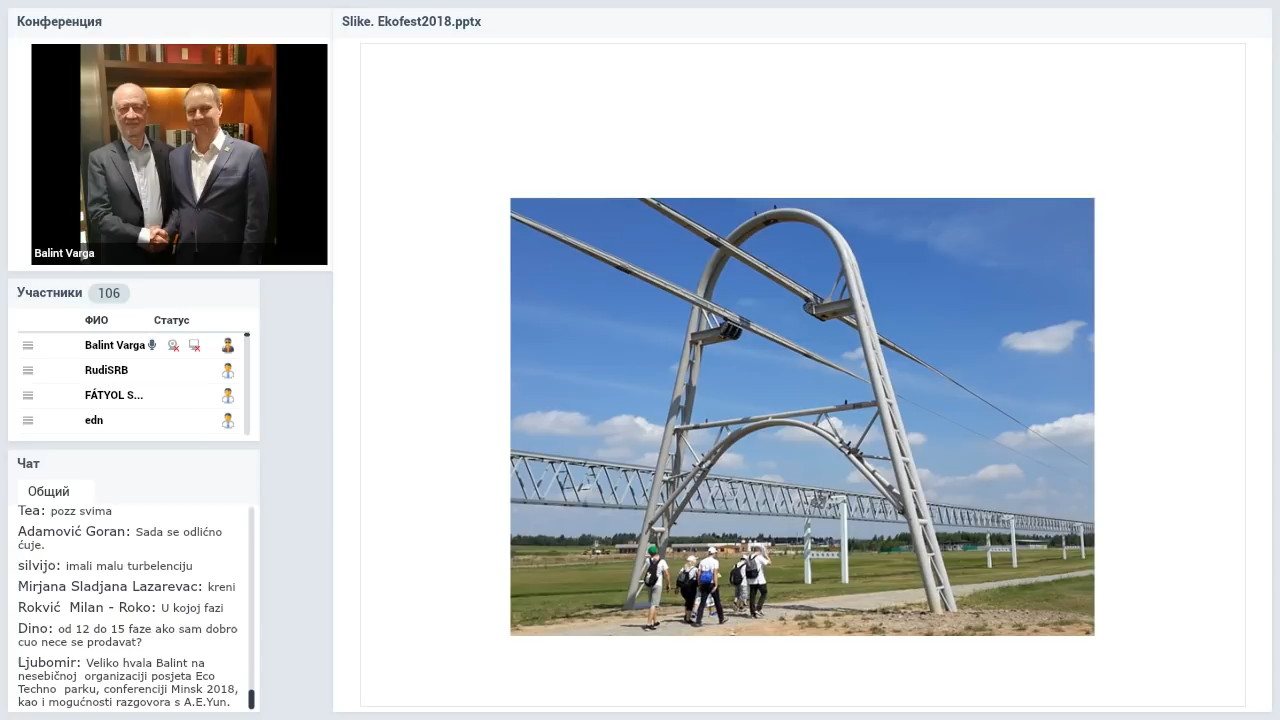 Конференция
Balint Varga
Участники 106
ФИО Статус
Balint Varga
RudiSRB
FÁTYOL S...
edn
Чат
Общий
Tea: pozz svima
Adamović Goran: Sada se odlićno
ćuje.
silvijo: imali malu turbelenciju
Mirjana Sladjana Lazarevac: kreni
Rokvić Milan - Roko: U kojoj fazi
Dino: od 12 do 15 faze ako sam dobro
cuo nece se prodavat?
Ljubomir: Veliko hvala Balint na
nesebičnoj organizaciji posjeta Eco
Techno parku, conferenciji Minsk 2018,
kao i mogućnosti razgovora s A.E.Yun.
Slike. Ekofest2018.pptx